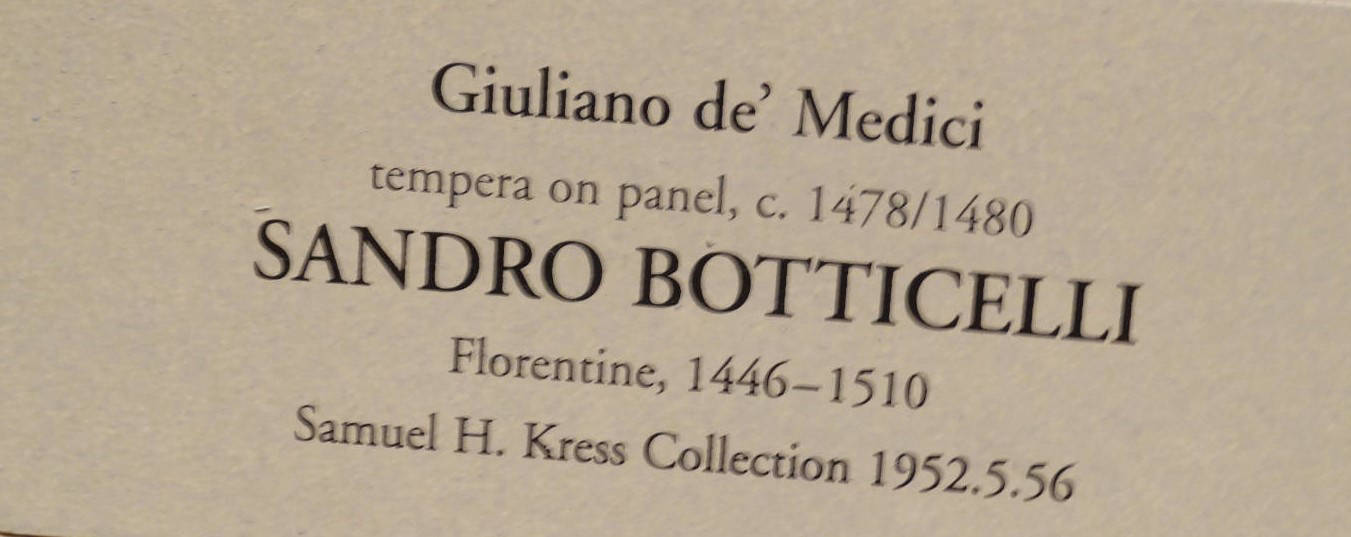 Giuliano de’ Medici
tempera on panel, c. 1478/1480
SANDRO BOTTICELLI
Florentine, 1446–1510
Samuel H. Kress Collection 1952.5.56